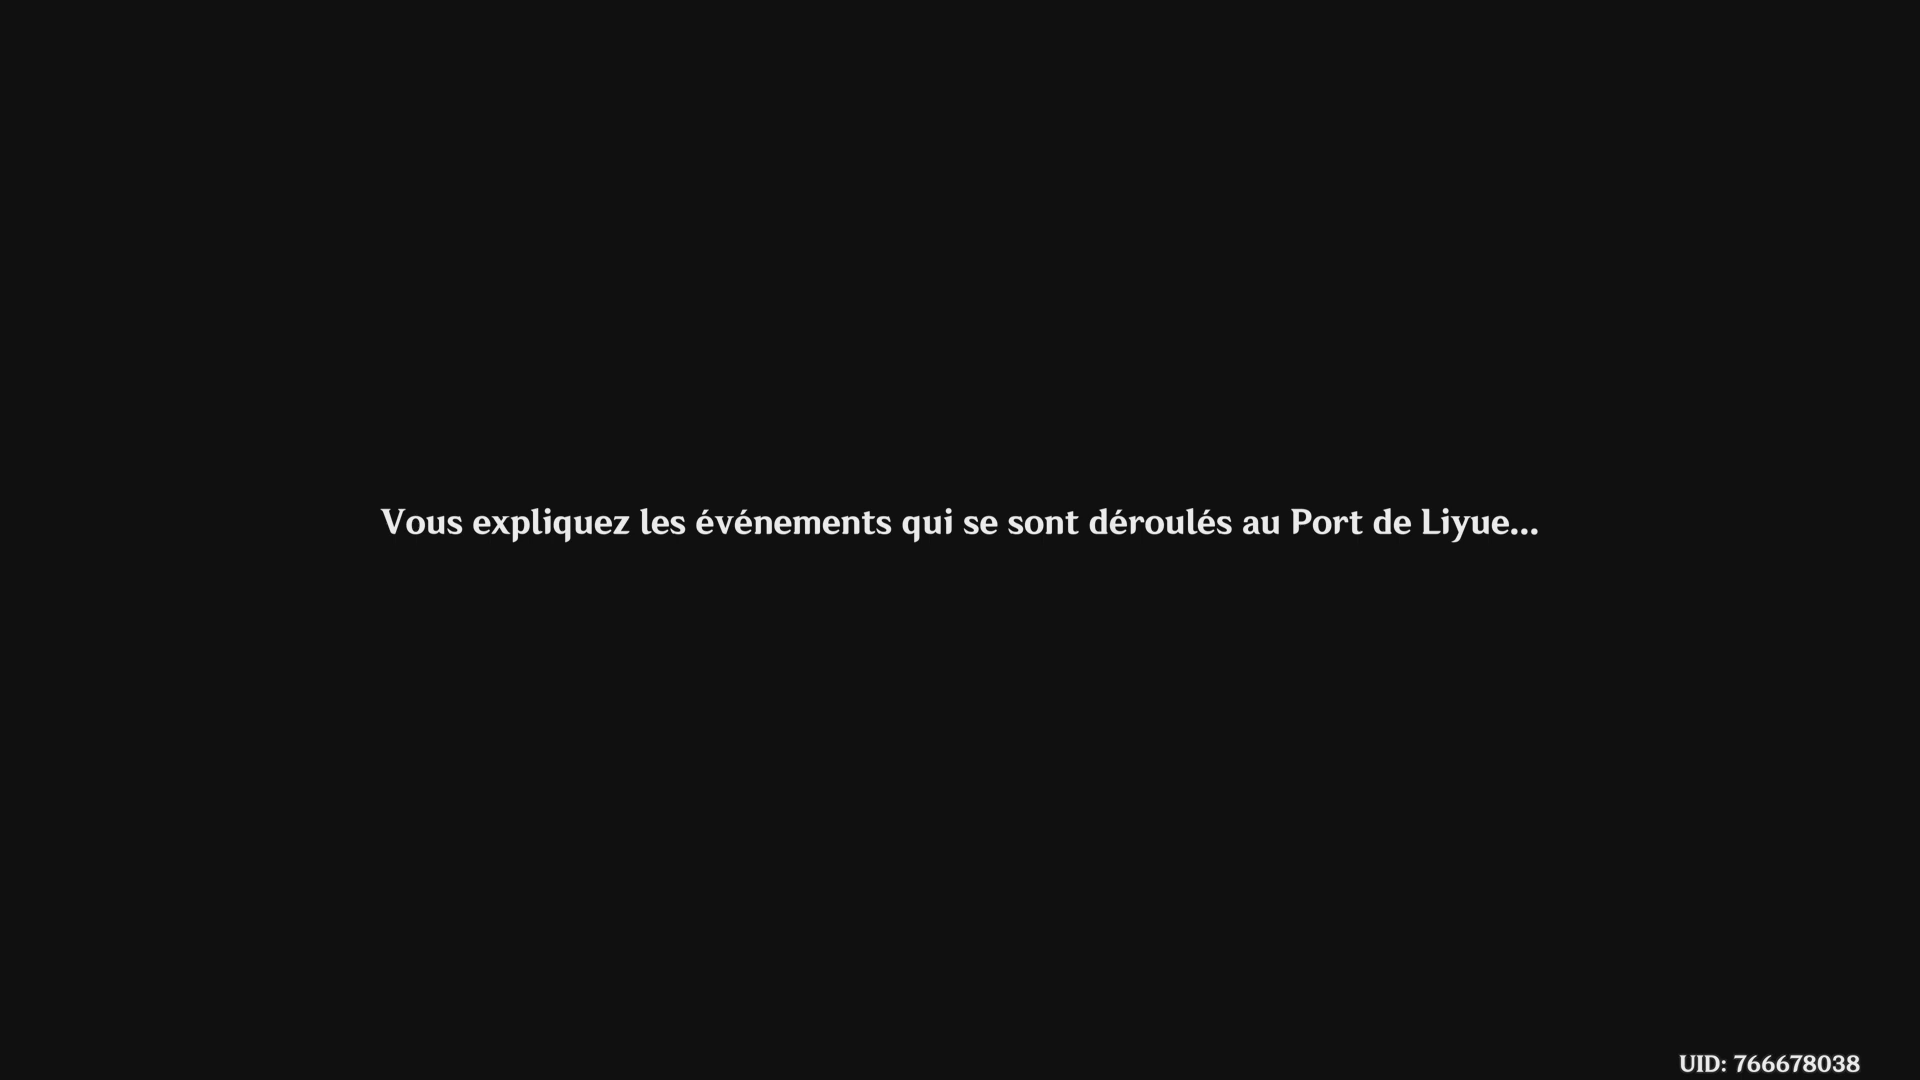 Vous expliquez les événements qui se sont déroulés au Port de Liyue...
UID: 766678038